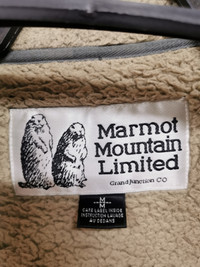 Marmot
Mountain
Limited
Grand Junction CO
M
CARE LABEL INSIDE
INSTRUCTION LAVAGE
AU DEDANS